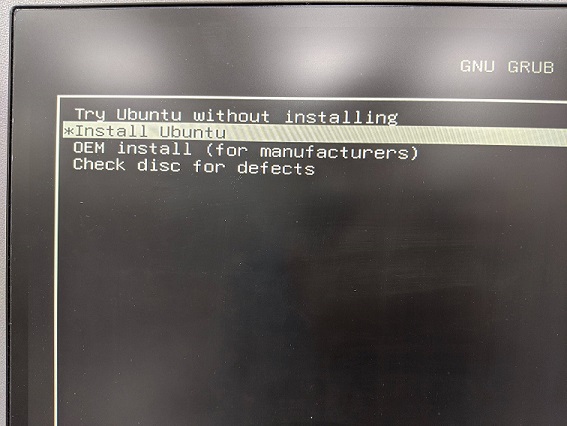 GNU GRUB
Try Ubuntu without installing
*Install Ubuntu
OEM install (for manufacturers)
Check disc for defects